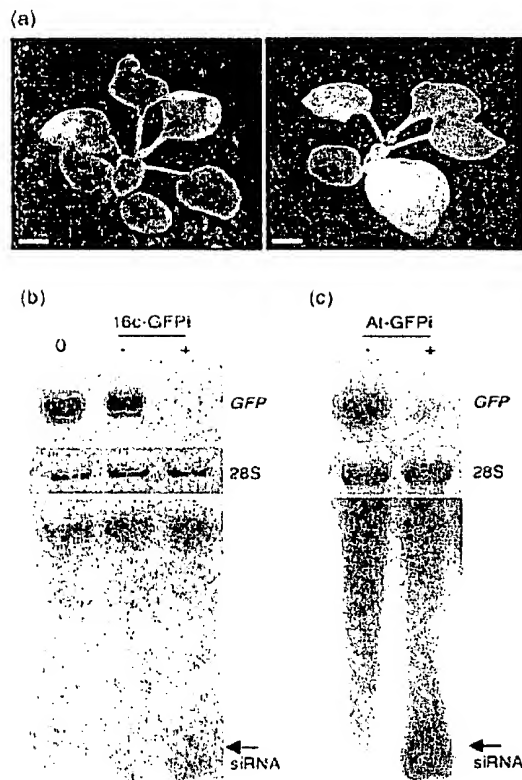 (a)
(b) (c)
16c-GFPi At-GFPi
0 - + - +
GFP GFP
28S 28S
siRNA siRNA